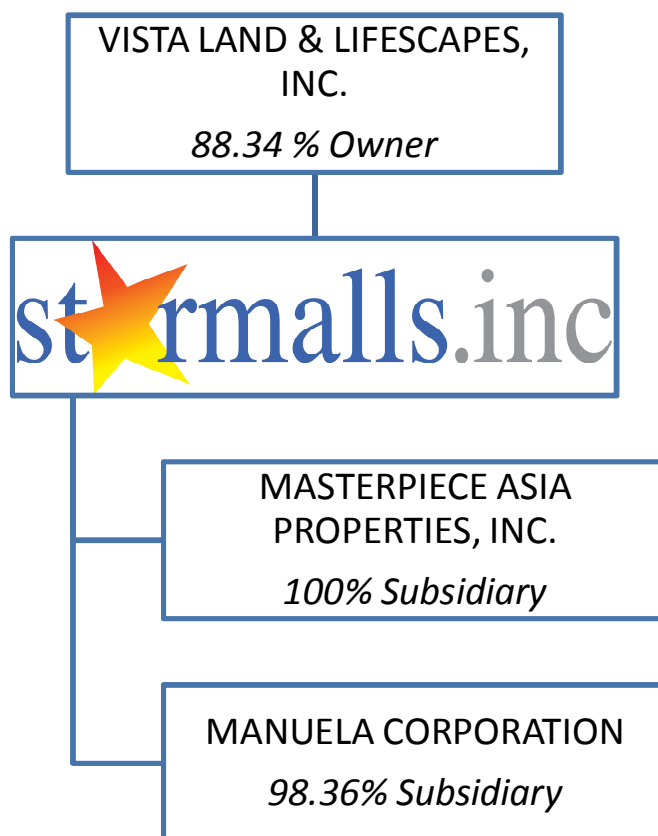 VISTA LAND & LIFESCAPES,
INC.
88.34 % Owner
starmalls.inc
MASTERPIECE ASIA
PROPERTIES, INC.
100% Subsidiary
MANUELA CORPORATION
98.36% Subsidiary